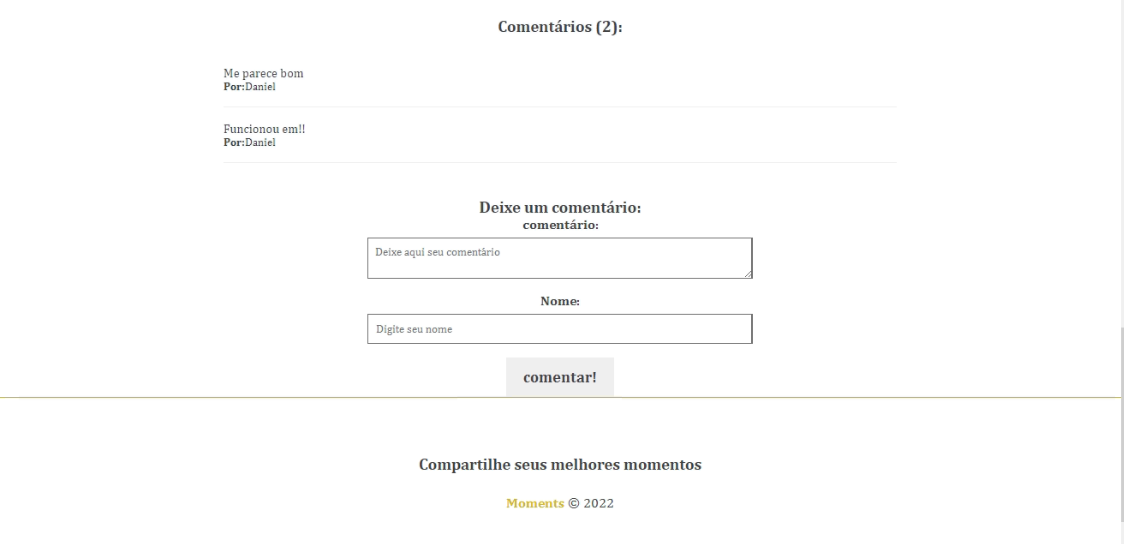 Comentários (2):
Me parece bom
Por:Daniel
Funcionou em!!
Por:Daniel
Deixe um comentário:
comentário:
Deixe aqui seu comentário
Nome:
Digite seu nome
comentar!
Compartilhe seus melhores momentos
Moments © 2022